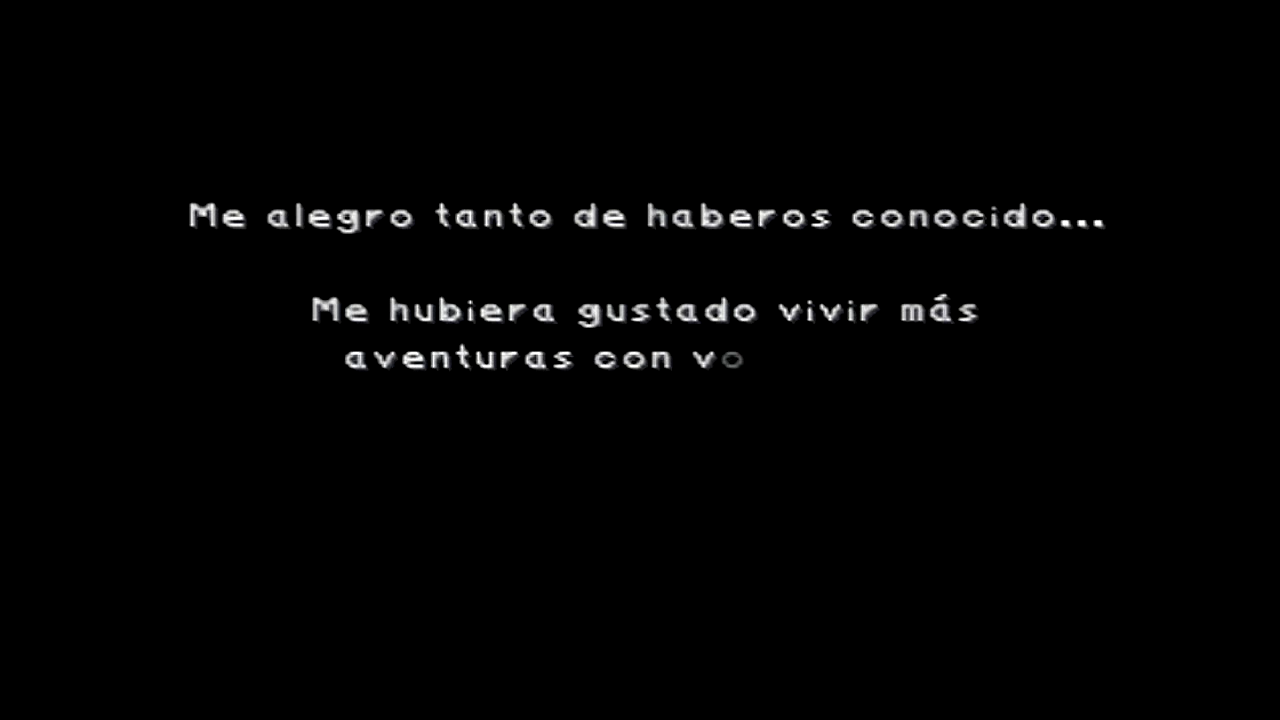 Me alegro tanto de haberos conocido...
Me hubiera gustado vivir más
aventuras con vo